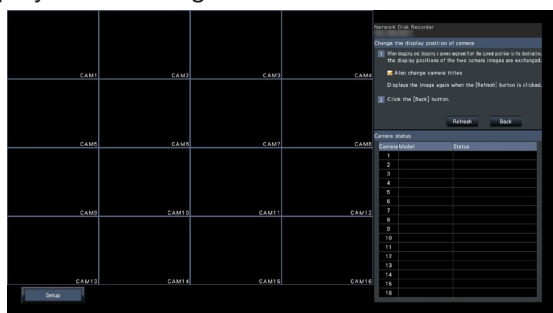 Network Disk Recorder
Change the display position of camera
1 When dragging and dropping a screen segment from the current position to the destination,
the display positions of the two camera images are exchanged.
Also change camera titles
Displays the image again when the [Refresh] button is clicked.
2 Click the [Back] button.
Refresh Back
Camera status
Camera Model Status
1
2
3
4
5
6
7
8
9
10
11
12
13
14
15
16
CAM1 CAM2 CAM3 CAM4
CAM5 CAM6 CAM7 CAM8
CAM9 CAM10 CAM11 CAM12
CAM13 CAM14 CAM15 CAM16
Setup